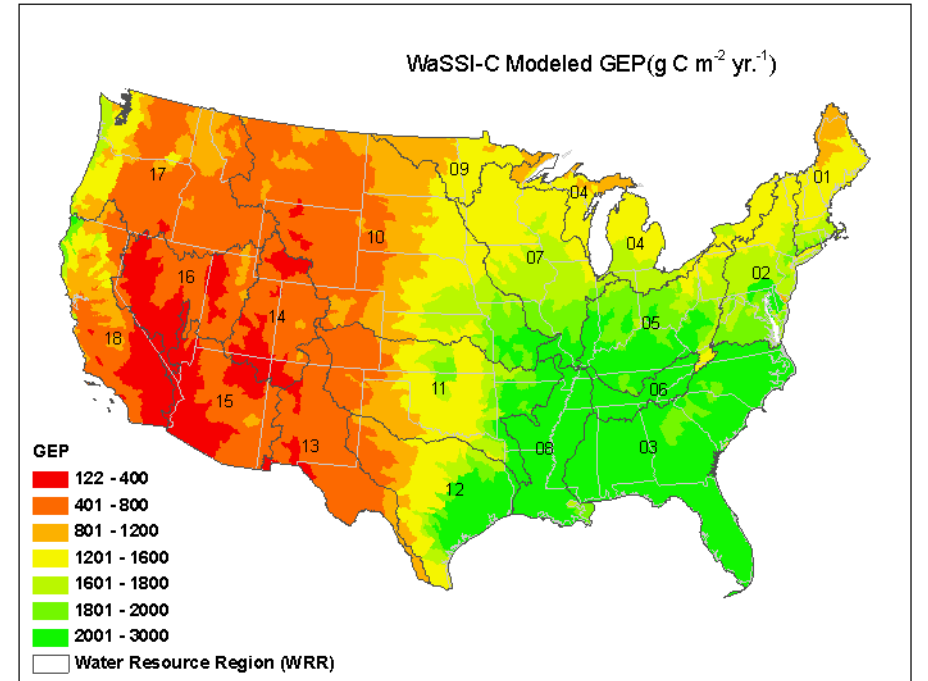 WaSSI-C Modeled GEP(g C m-2 yr.-1)
01
17
09
04
10
04
07
02
16
14
05
18
11
06
15
13
08
03
12
GEP
122 - 400
401 - 800
801 - 1200
1201 - 1600
1601 - 1800
1801 - 2000
2001 - 3000
Water Resource Region (WRR)